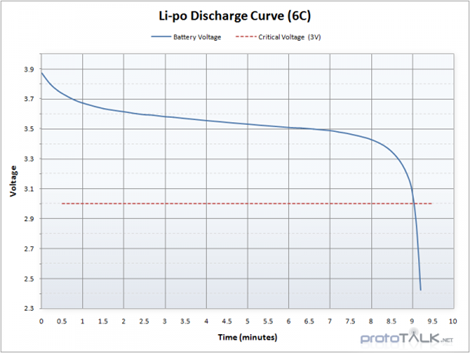 Li-po Discharge Curve (6C)
Battery Voltage Critical Voltage (3V)
3.9
3.7
3.5
3.3
3.1
2.9
2.7
2.5
2.3
Voltage
0 0.5 1 1.5 2 2.5 3 3.5 4 4.5 5 5.5 6 6.5 7 7.5 8 8.5 9 9.5 10
Time (minutes)
protoTALK.NET